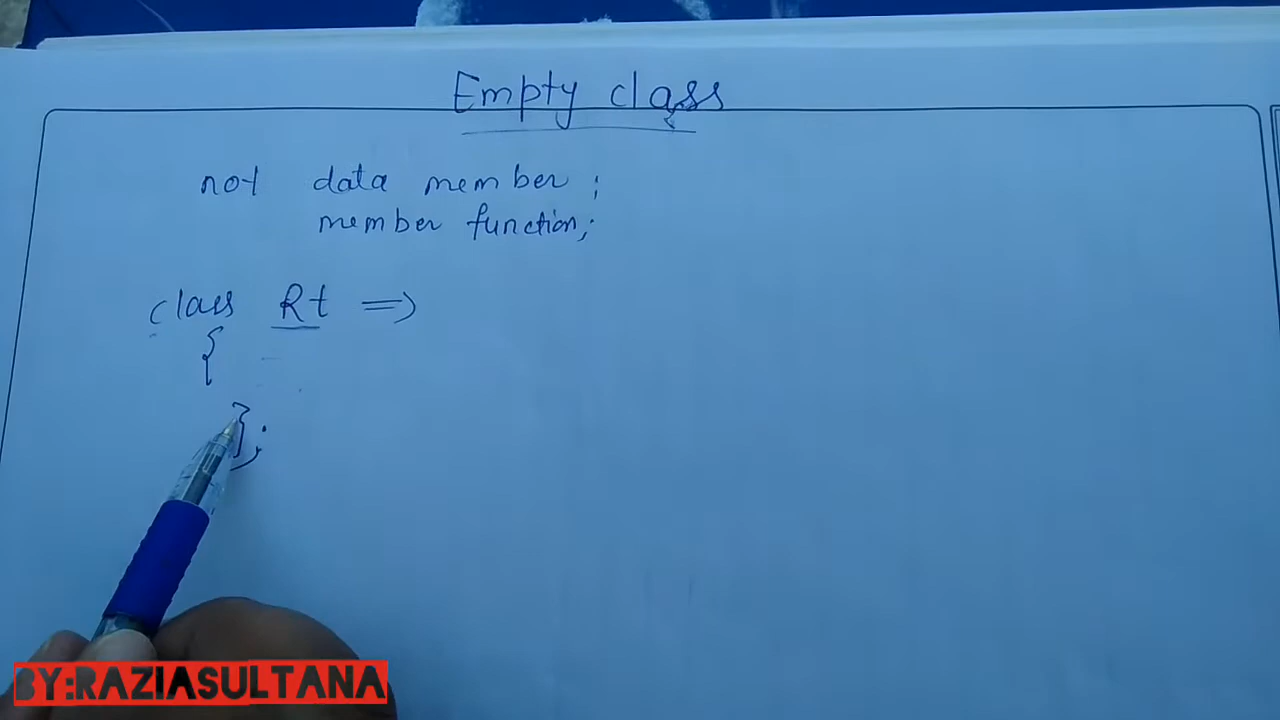 Empty class
not data member ;
member function;
class Rt =>
{
};
BY:RAZIASULTANA